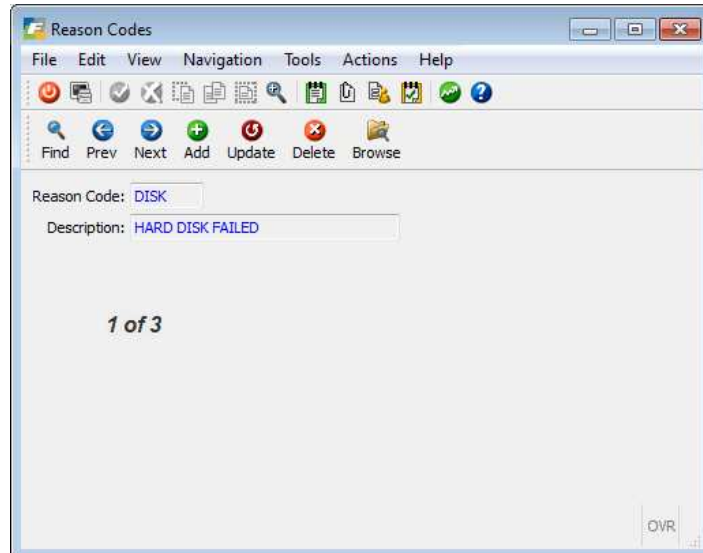 Reason Codes
File Edit View Navigation Tools Actions Help
Find Prev Next Add Update Delete Browse
Reason Code: DISK
Description: HARD DISK FAILED
1 of 3
OVR